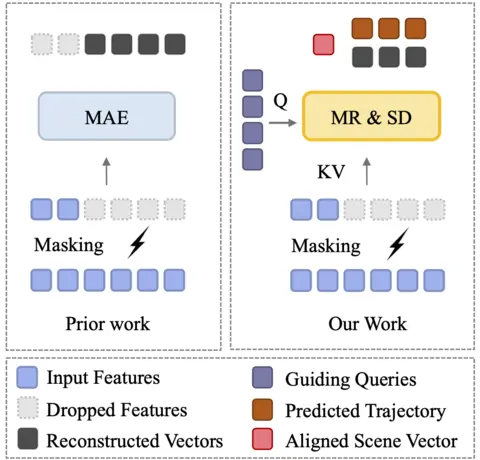 MAE
Masking
Prior work
Q
MR & SD
KV
Masking
Our Work
Input Features
Dropped Features
Reconstructed Vectors
Guiding Queries
Predicted Trajectory
Aligned Scene Vector